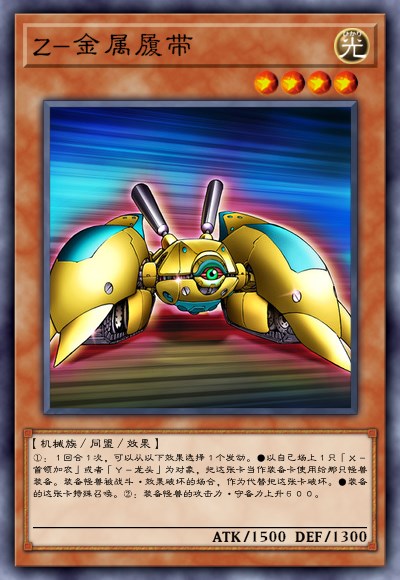 Z-金属履带
光
【机械族／同盟／效果】
①：1回合1次，可以从以下效果选择1个发动。●以自己场上1只「X-
首领加农」或者「Y-龙头」为对象，把这张卡当作装备卡使用给那只怪兽
装备。装备怪兽被战斗·效果破坏的场合，作为代替把这张卡破坏。●装备
的这张卡特殊召唤。②：装备怪兽的攻击力·守备力上升600。
ATK/1500 DEF/1300